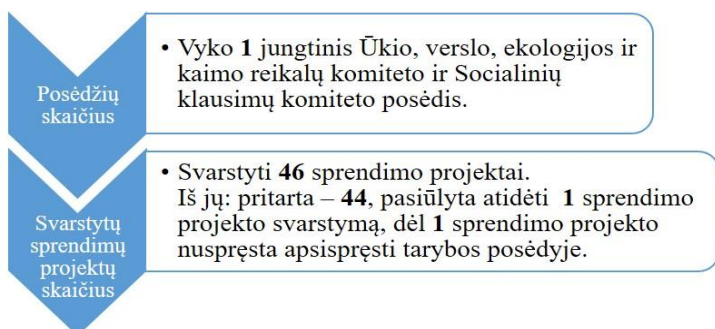 Posėdžių
skaičius
• Vyko 1 jungtinis Ūkio, verslo, ekologijos ir
kaimo reikalų komiteto ir Socialinių
klausimų komiteto posėdis.
Svarstytų
sprendimų
projektų
skaičius
• Svarstyti 46 sprendimo projektai.
Iš jų: pritarta – 44, pasiūlyta atidėti 1 sprendimo
projekto svarstymą, dėl 1 sprendimo projekto
nuspręsta apsispręsti tarybos posėdyje.